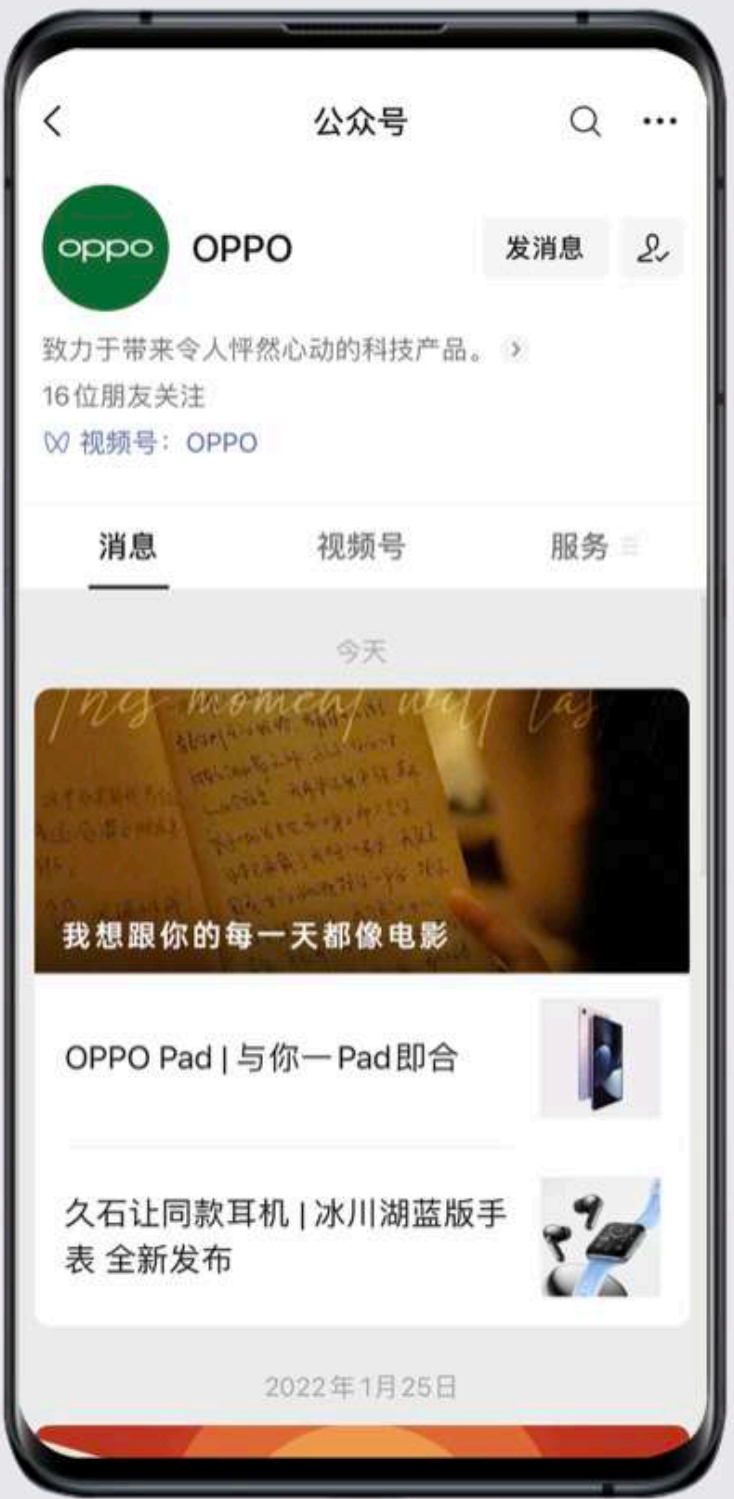 公众号
oppo
OPPO
发消息
致力于带来令人怦然心动的科技产品。
16位朋友关注
视频号：OPPO
消息
视频号
服务
今天
This moment will las
我想跟你的每一天都像电影
OPPO Pad | 与你一Pad即合
久石让同款耳机 | 冰川湖蓝版手
表 全新发布
2022年1月25日